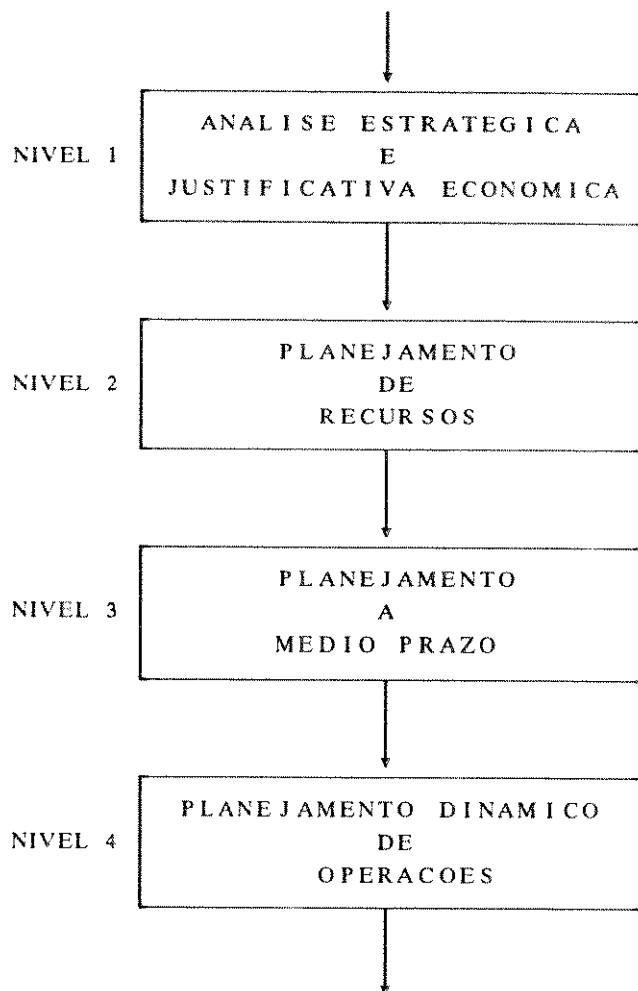 ANALISE ESTRATEGICA
NIVEL 1
E
JUSTIFICATIVA ECONOMICA
PLANEJAMENTO
NIVEL 2
DE
RECURSOS
PLANEJAMENTO
NIVEL 3
A
MEDIO PRAZO
PLANEJAMENTO DINAMICO
NIVEL 4
DE
OPERACOES